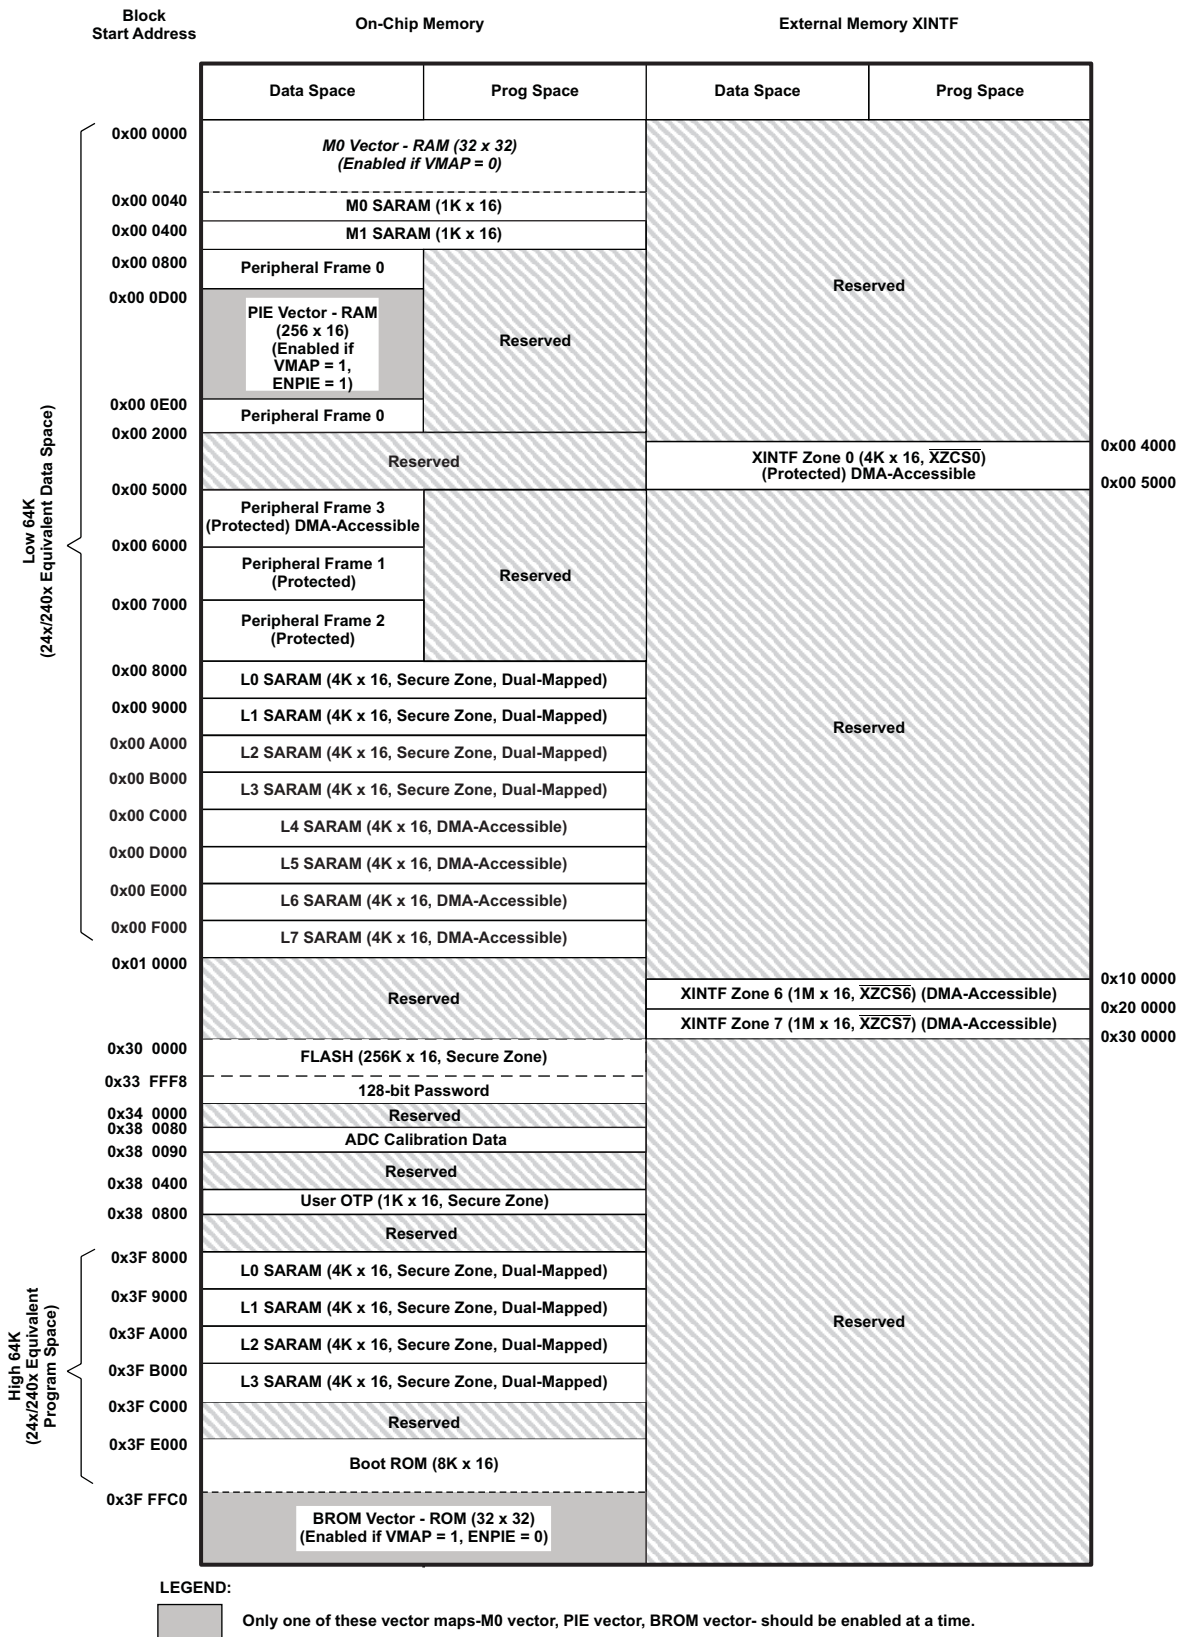 Block
Start Address
On-Chip Memory
External Memory XINTF
Data Space
Prog Space
Data Space
Prog Space
0x00 0000
M0 Vector - RAM (32 x 32)
(Enabled if VMAP = 0)
0x00 0040
M0 SARAM (1K x 16)
0x00 0400
M1 SARAM (1K x 16)
0x00 0800
Peripheral Frame 0
Reserved
0x00 0D00
PIE Vector - RAM
(256 x 16)
(Enabled if
VMAP = 1,
ENPIE = 1)
Reserved
0x00 0E00
Peripheral Frame 0
0x00 2000
Reserved
XINTF Zone 0 (4K x 16, XZCS0)
(Protected) DMA-Accessible
0x00 4000
0x00 5000
0x00 5000
Peripheral Frame 3
(Protected) DMA-Accessible
0x00 6000
Peripheral Frame 1
(Protected)
Reserved
0x00 7000
Peripheral Frame 2
(Protected)
Low 64K
(24x/240x Equivalent Data Space)
0x00 8000
L0 SARAM (4K x 16, Secure Zone, Dual-Mapped)
0x00 9000
L1 SARAM (4K x 16, Secure Zone, Dual-Mapped)
Reserved
0x00 A000
L2 SARAM (4K x 16, Secure Zone, Dual-Mapped)
0x00 B000
L3 SARAM (4K x 16, Secure Zone, Dual-Mapped)
0x00 C000
L4 SARAM (4K x 16, DMA-Accessible)
0x00 D000
L5 SARAM (4K x 16, DMA-Accessible)
0x00 E000
L6 SARAM (4K x 16, DMA-Accessible)
0x00 F000
L7 SARAM (4K x 16, DMA-Accessible)
0x01 0000
Reserved
0x10 0000
XINTF Zone 6 (1M x 16, XZCS6) (DMA-Accessible)
0x20 0000
XINTF Zone 7 (1M x 16, XZCS7) (DMA-Accessible)
0x30 0000
0x30 0000
FLASH (256K x 16, Secure Zone)
0x33 FFF8
128-bit Password
0x34 0000
Reserved
0x38 0080
ADC Calibration Data
0x38 0090
Reserved
0x38 0400
User OTP (1K x 16, Secure Zone)
0x38 0800
Reserved
0x3F 8000
L0 SARAM (4K x 16, Secure Zone, Dual-Mapped)
0x3F 9000
L1 SARAM (4K x 16, Secure Zone, Dual-Mapped)
Reserved
0x3F A000
L2 SARAM (4K x 16, Secure Zone, Dual-Mapped)
0x3F B000
L3 SARAM (4K x 16, Secure Zone, Dual-Mapped)
High 64K
(24x/240x Equivalent
Program Space)
0x3F C000
Reserved
0x3F E000
Boot ROM (8K x 16)
0x3F FFC0
BROM Vector - ROM (32 x 32)
(Enabled if VMAP = 1, ENPIE = 0)
LEGEND:
Only one of these vector maps-M0 vector, PIE vector, BROM vector- should be enabled at a time.